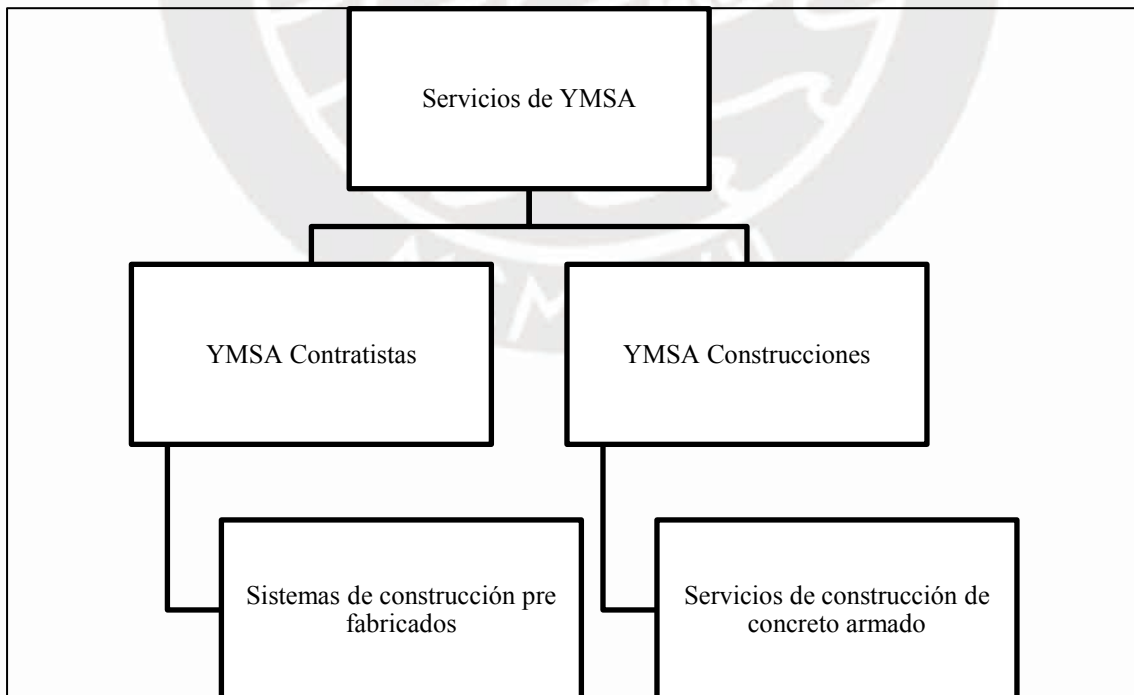 Servicios de YMSA
YMSA Contratistas
YMSA Construcciones
Sistemas de construcción pre
fabricados
Servicios de construcción de
concreto armado